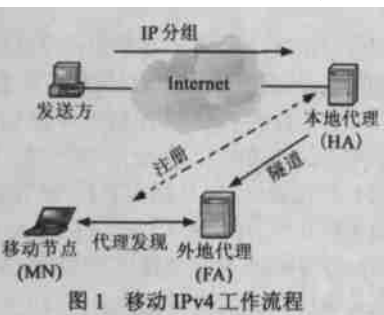 IP 分组
Internet
发送方
本地代理
(HA)
注册
隧道
代理发现
移动节点
(MN)
外地代理
(FA)
图 1 移动 IPv4 工作流程